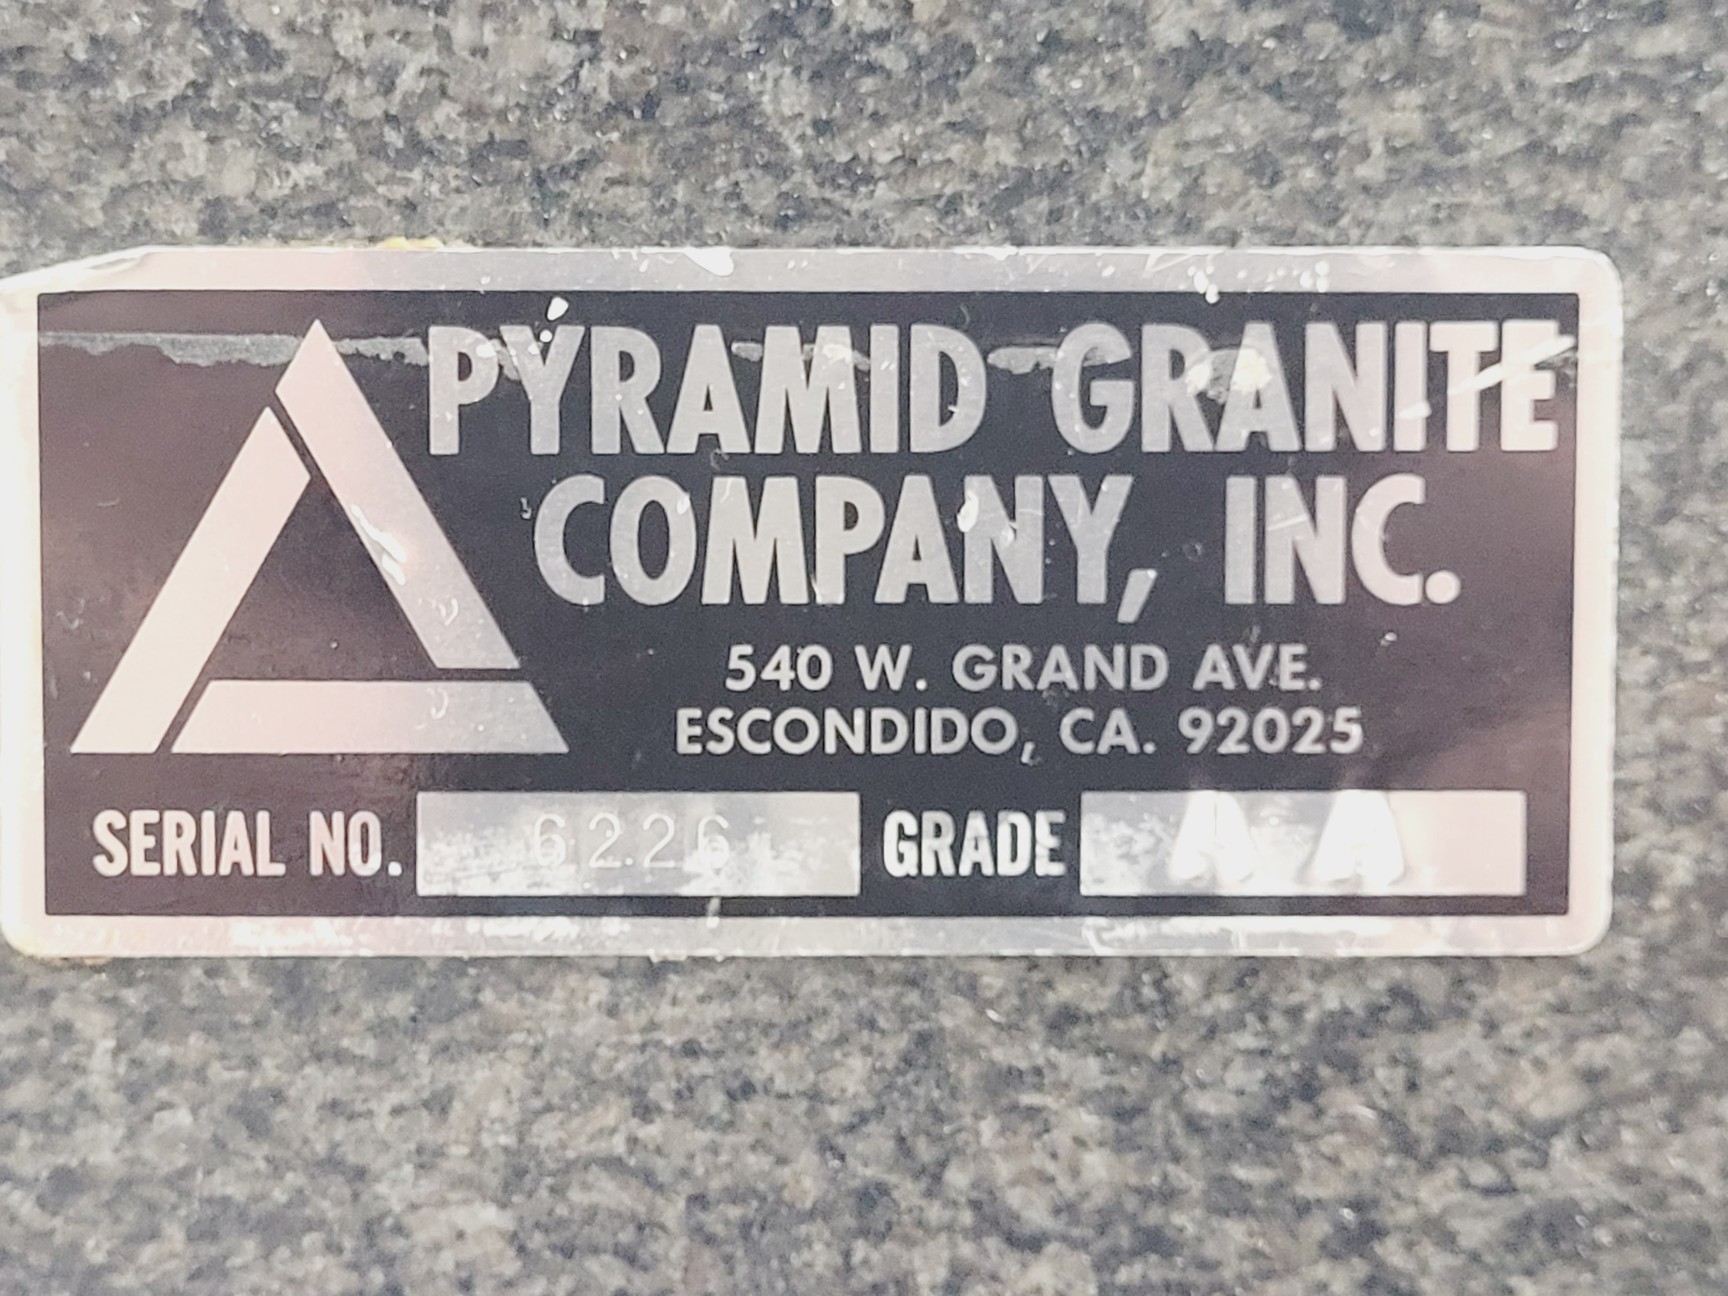 PYRAMID GRANITE
COMPANY, INC.
540 W. GRAND AVE.
ESCONDIDO, CA. 92025
SERIAL NO. 6226 GRADE AA